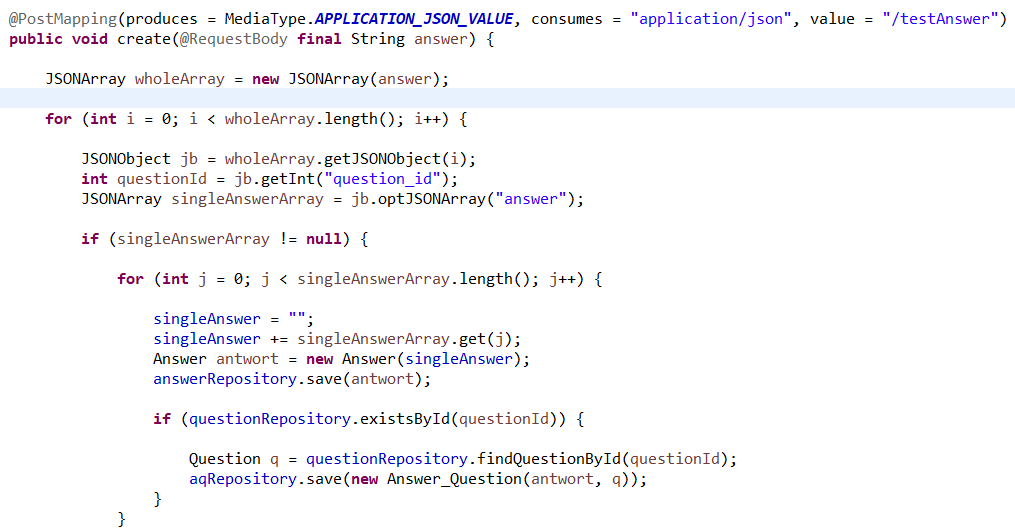 @PostMapping(produces = MediaType.APPLICATION_JSON_VALUE, consumes = "application/json", value = "/testAnswer")
public void create(@RequestBody final String answer) {
JSONArray wholeArray = new JSONArray(answer);
for (int i = 0; i < wholeArray.length(); i++) {
JSONObject jb = wholeArray.getJSONObject(i);
int questionId = jb.getInt("question_id");
JSONArray singleAnswerArray = jb.optJSONArray("answer");
if (singleAnswerArray != null) {
for (int j = 0; j < singleAnswerArray.length(); j++) {
singleAnswer = "";
singleAnswer += singleAnswerArray.get(j);
Answer antwort = new Answer(singleAnswer);
answerRepository.save(antwort);
if (questionRepository.existsById(questionId)) {
Question q = questionRepository.findQuestionById(questionId);
aqRepository.save(new Answer_Question(antwort, q));
}
}